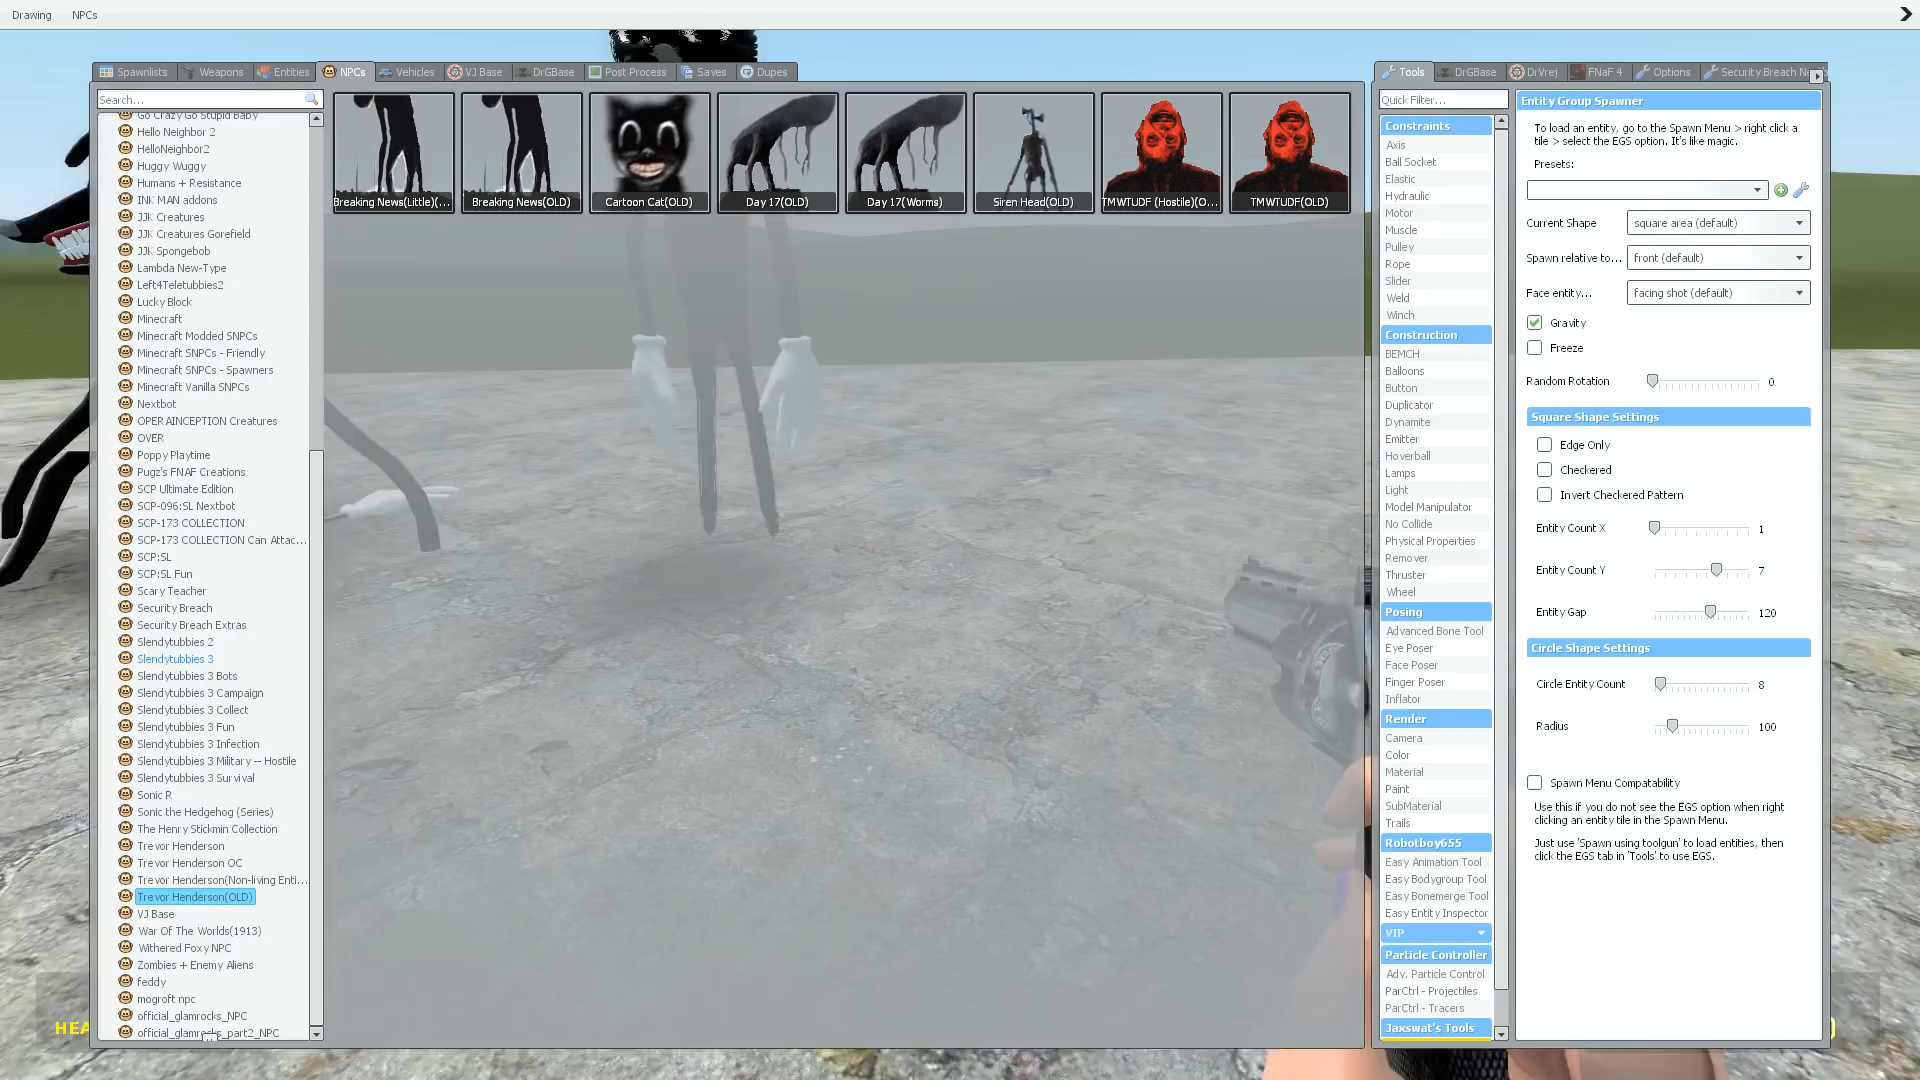 Drawing NPCs
Spawnlists Weapons Entities NPCs Vehicles VJ Base DrGBase Post Process Saves Dupes
Search...
Go Crazy Go Stupid Baby
Hello Neighbor 2
HelloNeighbor2
Huggy Wuggy
Humans + Resistance
INK MAN addons
JJK Creatures
JJK Creatures Gorefield
JJK Spongebob
Lambda New-Type
Left4Teletubbies2
Lucky Block
Minecraft
Minecraft Modded SNPCs
Minecraft SNPCs - Friendly
Minecraft SNPCs - Spawners
Minecraft Vanilla SNPCs
Nextbot
OPERAINCEPTION Creatures
OVER
Poppy Playtime
Pugz's FNAF Creations
SCP Ultimate Edition
SCP-096:SL Nextbot
SCP-173 COLLECTION
SCP-173 COLLECTION Can Attac...
SCP:SL
SCP:SL Fun
Scary Teacher
Security Breach
Security Breach Extras
Slendytubbies 2
Slendytubbies 3
Slendytubbies 3 Bots
Slendytubbies 3 Campaign
Slendytubbies 3 Collect
Slendytubbies 3 Fun
Slendytubbies 3 Infection
Slendytubbies 3 Military -- Hostile
Slendytubbies 3 Survival
Sonic R
Sonic the Hedgehog (Series)
The Henry Stickmin Collection
Trevor Henderson
Trevor Henderson OC
Trevor Henderson(Non-living Enti...
Trevor Henderson(OLD)
VJ Base
War Of The Worlds(1913)
Withered Foxy NPC
Zombies + Enemy Aliens
feddy
mogroft npc
official_glamrocks_NPC
official_glamrocks_part2_NPC
HEA
Breaking News(Little)(...
Breaking News(OLD)
Cartoon Cat(OLD)
Day 17(OLD)
Day 17(Worms)
Siren Head(OLD)
TMWTUDF (Hostile)(O...
TMWTUDF(OLD)
Tools DrGBase DrVrej FNaF 4 Options Security Breach
Quick Filter...
Constraints
Axis
Ball Socket
Elastic
Hydraulic
Motor
Muscle
Pulley
Rope
Slider
Weld
Winch
Construction
BEMCH
Balloons
Button
Duplicator
Dynamite
Emitter
Hoverball
Lamps
Light
Model Manipulator
No Collide
Physical Properties
Remover
Thruster
Wheel
Posing
Advanced Bone Tool
Eye Poser
Face Poser
Finger Poser
Inflator
Render
Camera
Color
Material
Paint
SubMaterial
Trails
Robotboy655
Easy Animation Tool
Easy Bodygroup Tool
Easy Bonemerge Tool
Easy Entity Inspector
VIP
Particle Controller
Adv. Particle Control
ParCtrl - Projectiles
ParCtrl - Tracers
Jaxswat's Tools
Entity Group Spawner
To load an entity, go to the Spawn Menu > right click a
tile > select the EGS option. It's like magic.
Presets:
Current Shape square area (default)
Spawn relative to... front (default)
Face entity... facing shot (default)
Gravity
Freeze
Random Rotation 0
Square Shape Settings
Edge Only
Checkered
Invert Checkered Pattern
Entity Count X 1
Entity Count Y 7
Entity Gap 120
Circle Shape Settings
Circle Entity Count 8
Radius 100
Spawn Menu Compatability
Use this if you do not see the EGS option when right
clicking an entity tile in the Spawn Menu.
Just use 'Spawn using toolgun' to load entities, then
click the EGS tab in 'Tools' to use EGS.